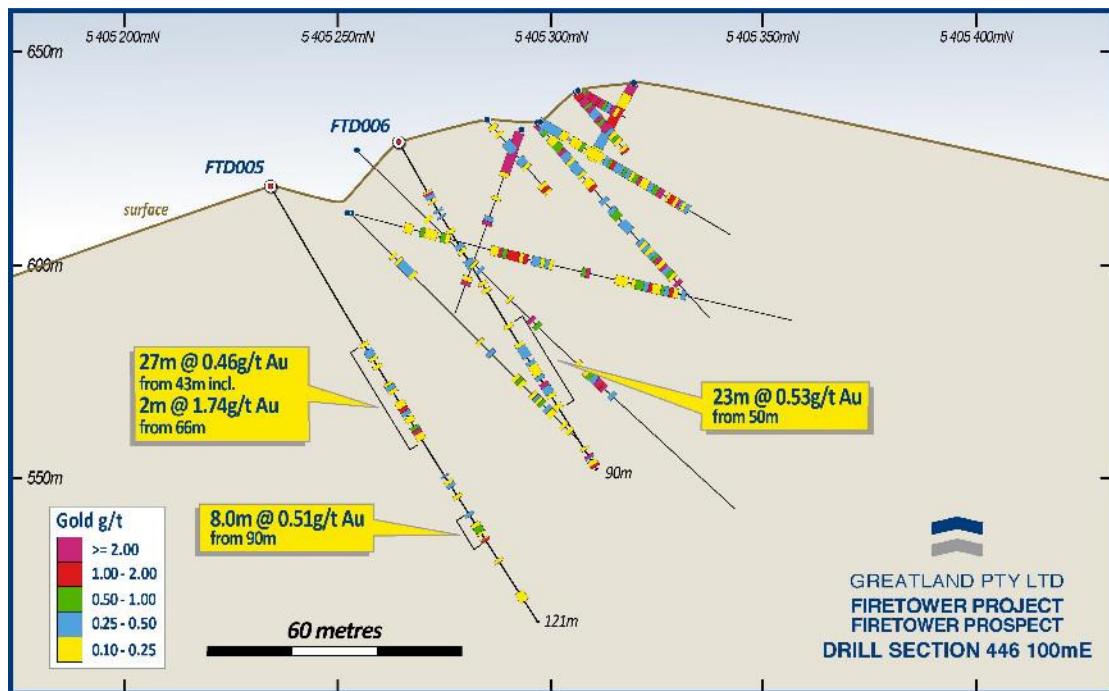 5 405 200mN
5 405 250mN
5 405 300mN
5 405 350mN
5 405 400mN
650m
600m
550m
FTD006
FTD005
surface
27m @ 0.46g/t Au
from 43m incl.
2m @ 1.74g/t Au
from 66m
23m @ 0.53g/t Au
from 50m
90m
8.0m @ 0.51g/t Au
from 90m
121m
Gold g/t
>= 2.00
1.00 - 2.00
0.50 - 1.00
0.25 - 0.50
0.10 - 0.25
60 metres
GREATLAND PTY LTD
FIRETOWER PROJECT
FIRETOWER PROSPECT
DRILL SECTION 446 100mE